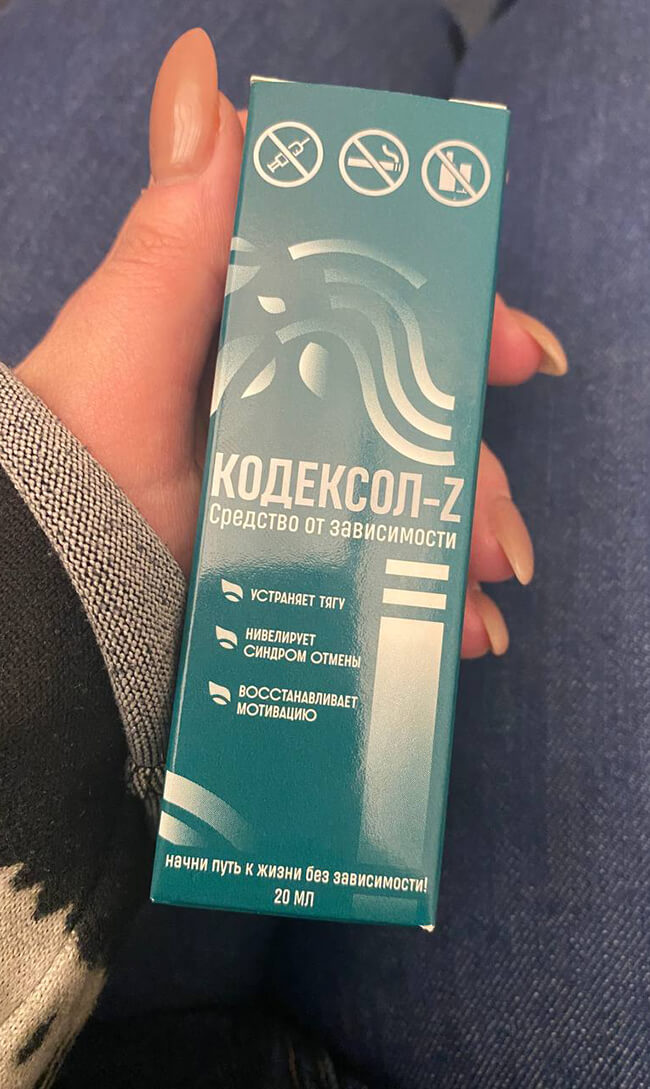 КОДЕКСОЛ-Z
Средство от зависимости
УСТРАНЯЕТ ТЯГУ
НИВЕЛИРУЕТ
СИНДРОМ ОТМЕНЫ
ВОССТАНАВЛИВАЕТ
МОТИВАЦИЮ
начни путь к жизни без зависимости!
20 МЛ